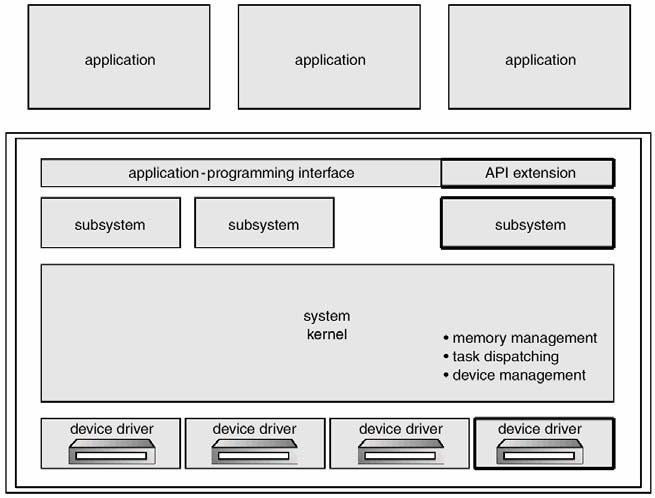 application
application
application
application-programming interface
API extension
subsystem
subsystem
subsystem
system
kernel
• memory management
• task dispatching
• device management
device driver
device driver
device driver
device driver